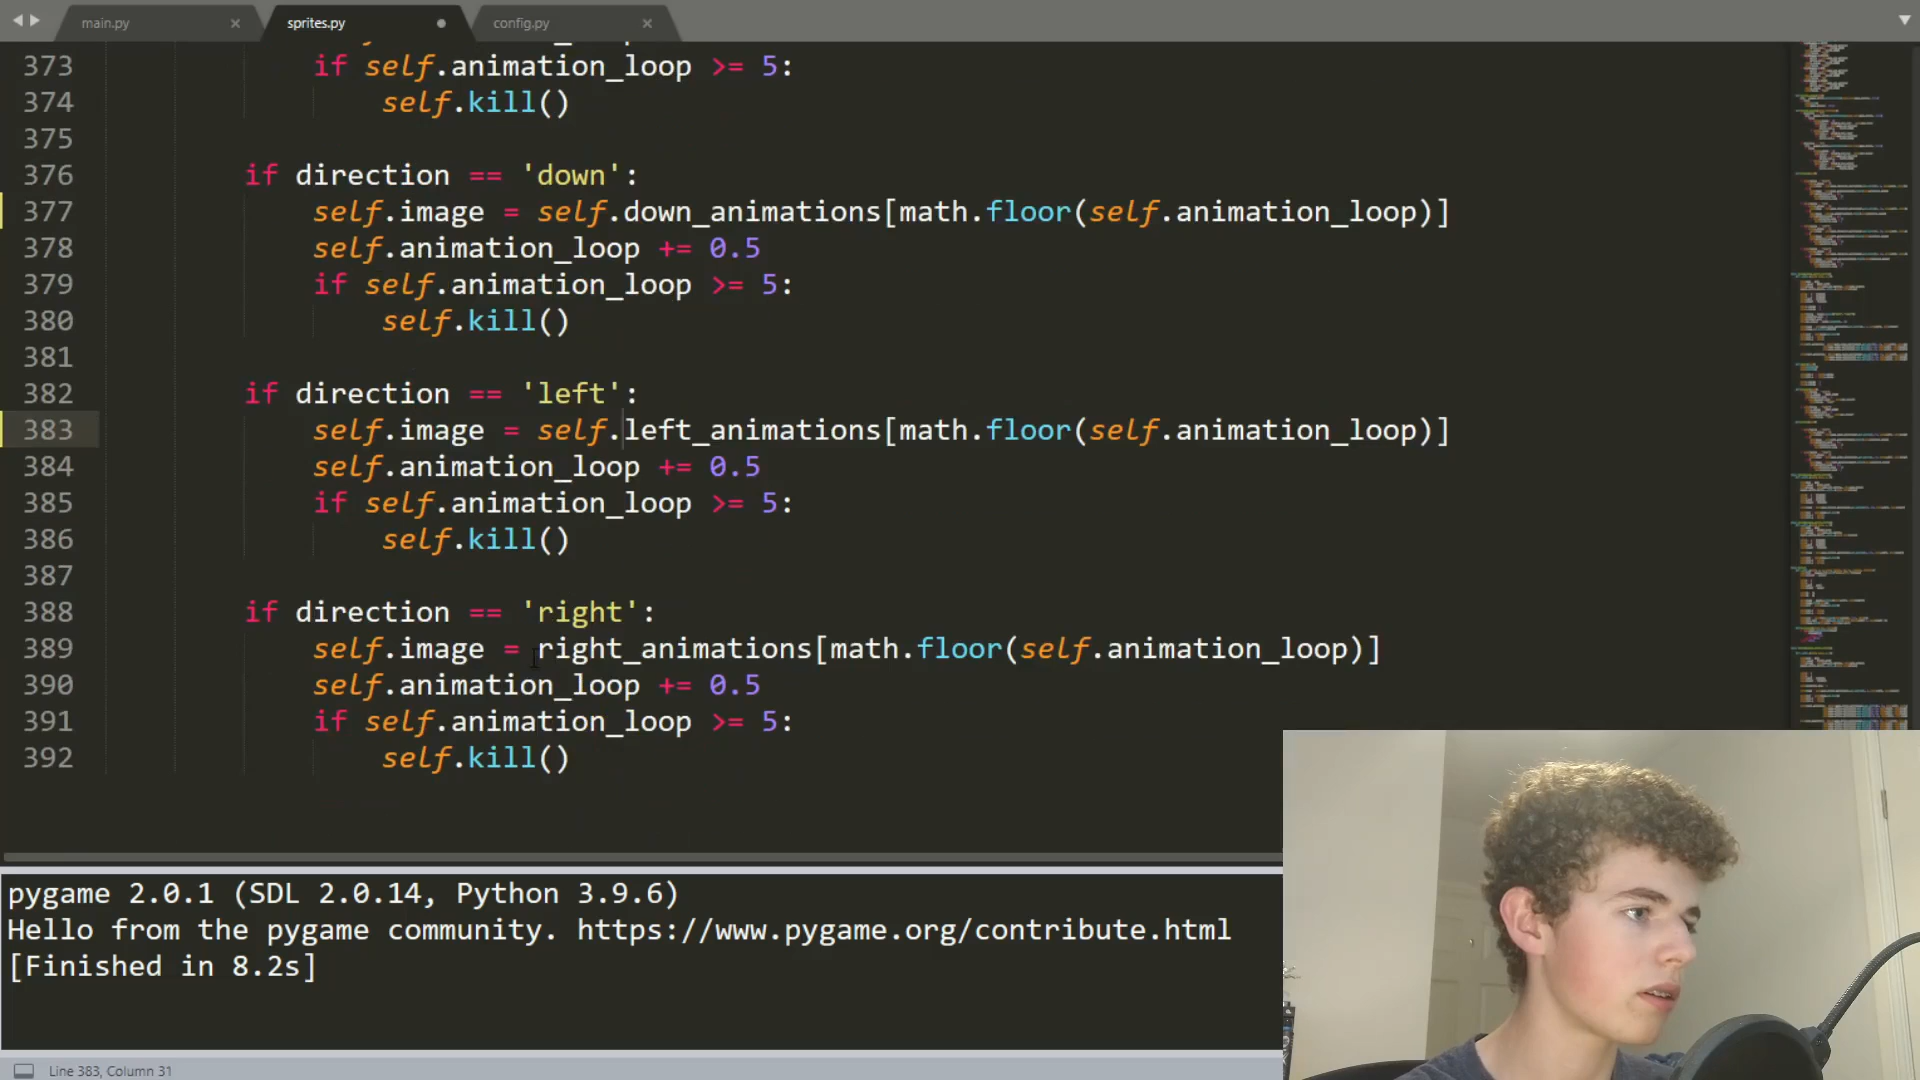 main.py
sprites.py
config.py
373 if self.animation_loop >= 5:
374 self.kill()
375
376 if direction == 'down':
377 self.image = self.down_animations[math.floor(self.animation_loop)]
378 self.animation_loop += 0.5
379 if self.animation_loop >= 5:
380 self.kill()
381
382 if direction == 'left':
383 self.image = self.left_animations[math.floor(self.animation_loop)]
384 self.animation_loop += 0.5
385 if self.animation_loop >= 5:
386 self.kill()
387
388 if direction == 'right':
389 self.image = right_animations[math.floor(self.animation_loop)]
390 self.animation_loop += 0.5
391 if self.animation_loop >= 5:
392 self.kill()
pygame 2.0.1 (SDL 2.0.14, Python 3.9.6)
Hello from the pygame community. https://www.pygame.org/contribute.html
[Finished in 8.2s]
Line 383, Column 31